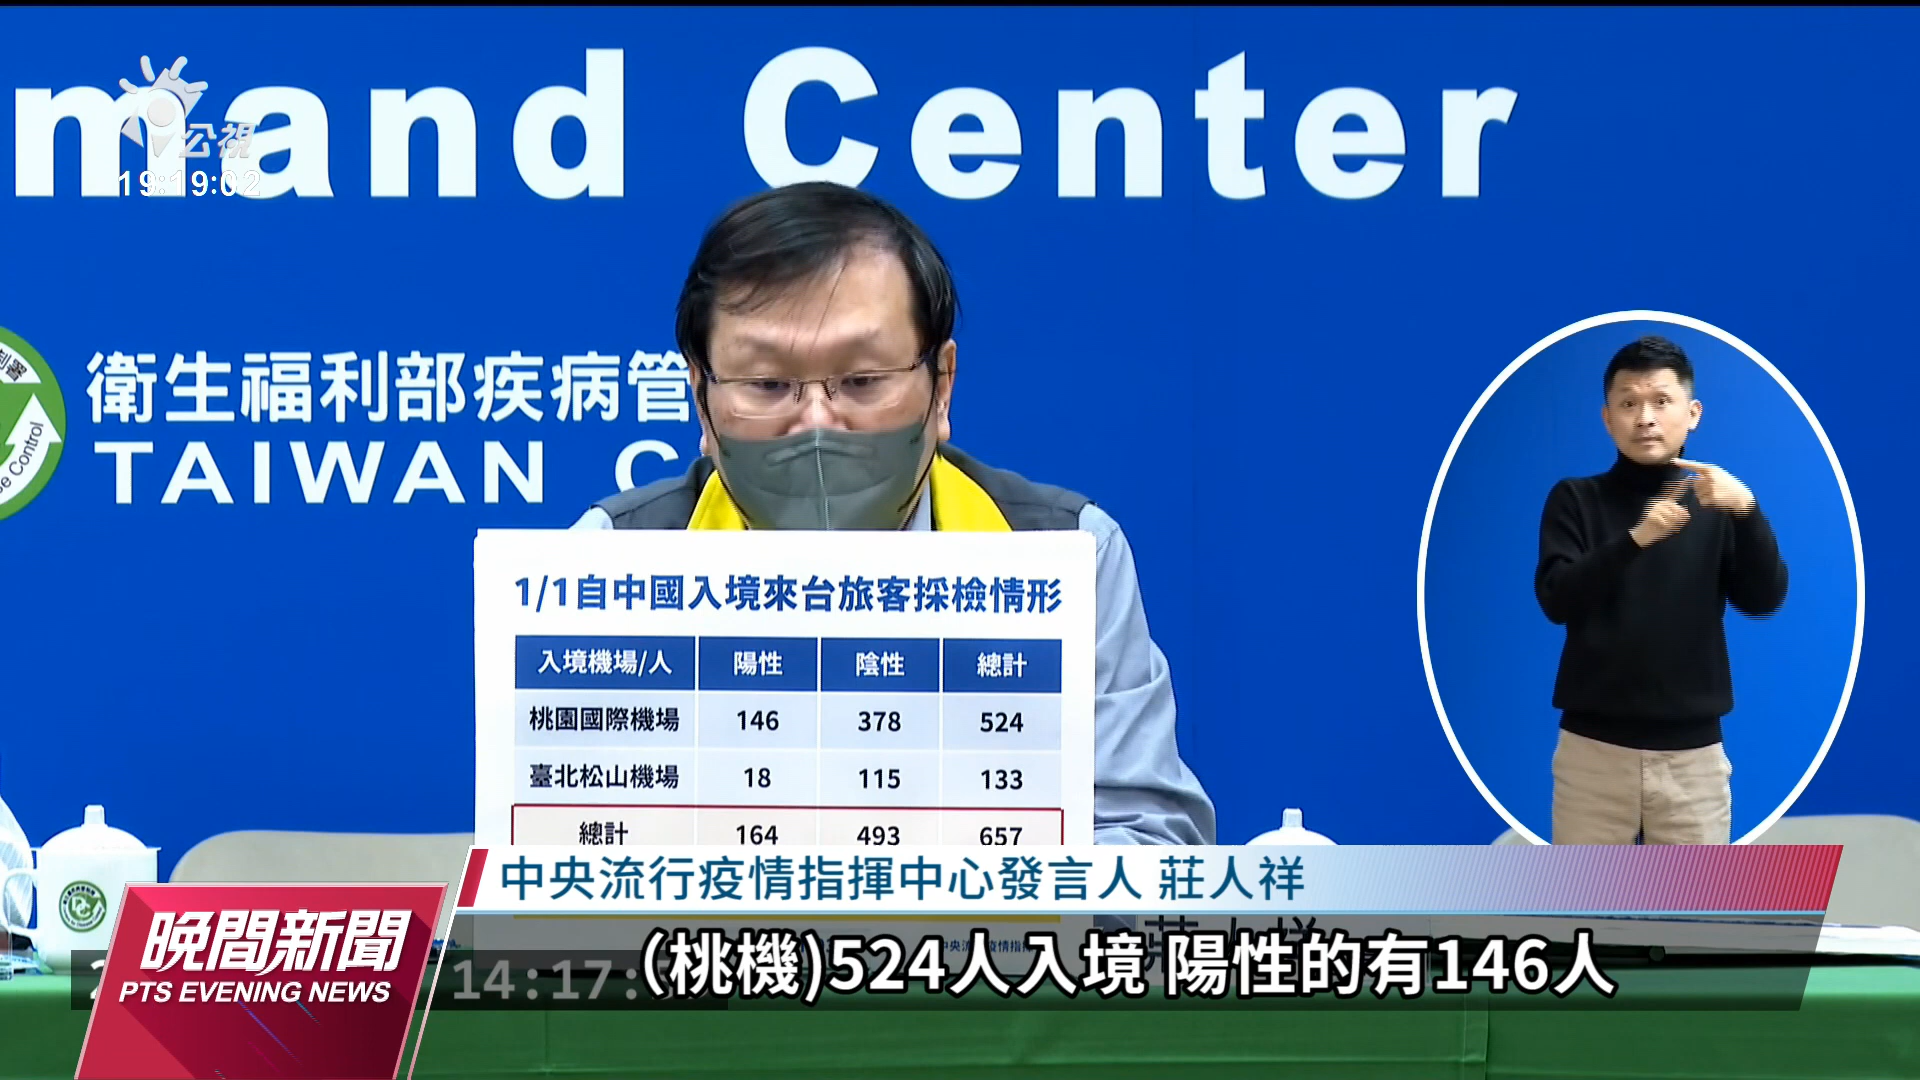 mand Center
公視
19:19:02
衛生福利部疾病管
TAIWAN C
e Control
1/1自中國入境來台旅客採檢情形
入境機場/人 陽性 陰性 總計
桃園國際機場 146 378 524
臺北松山機場 18 115 133
總計 164 493 657
中央流行疫情指揮中心發言人 莊人祥
晚間新聞
PTS EVENING NEWS
14:17:
(桃機)524人入境 陽性的有146人